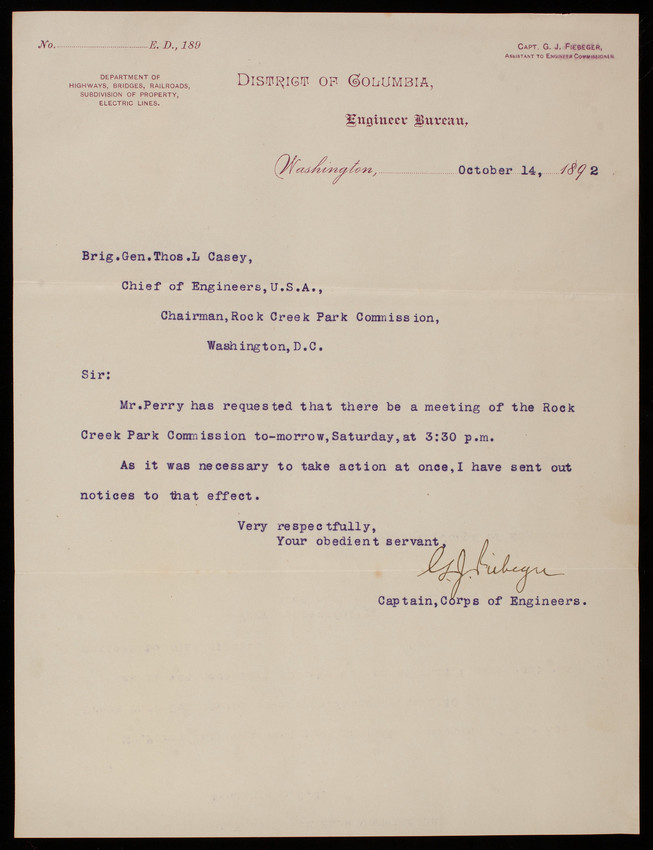 No. E. D., 189
CAPT. G. J. FIEBEGER,
ASSISTANT TO ENGINEER COMMISSIONER.
DEPARTMENT OF
HIGHWAYS, BRIDGES, RAILROADS,
SUBDIVISION OF PROPERTY,
ELECTRIC LINES.
DISTRICT OF COLUMBIA,
Engineer Bureau,
Washington, October 14, 1892
Brig.Gen.Thos.L Casey,
Chief of Engineers,U.S.A.,
Chairman,Rock Creek Park Commission,
Washington,D.C.
Sir:
Mr.Perry has requested that there be a meeting of the Rock
Creek Park Commission to-morrow,Saturday,at 3:30 p.m.
As it was necessary to take action at once,I have sent out
notices to that effect.
Very respectfully,
Your obedient servant,
G. J. Fiebeger
Captain,Corps of Engineers.